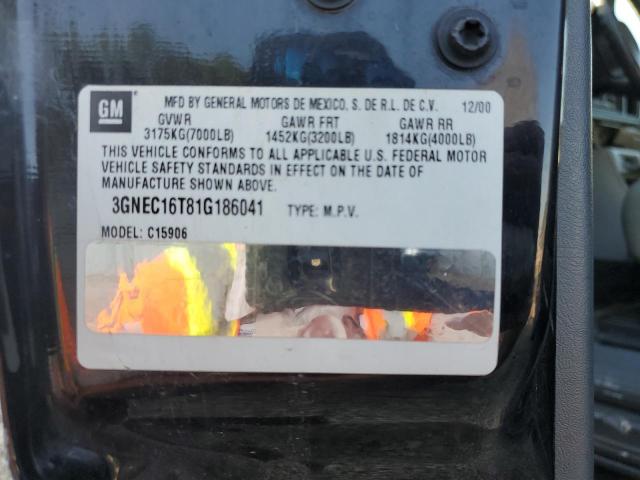 GM
MFD BY GENERAL MOTORS DE MEXICO, S. DE R.L. DE C.V. 12/00
GVWR GAWR FRT GAWR RR
3175KG(7000LB) 1452KG(3200LB) 1814KG(4000LB)
THIS VEHICLE CONFORMS TO ALL APPLICABLE U.S. FEDERAL MOTOR
VEHICLE SAFETY STANDARDS IN EFFECT ON THE DATE OF
MANUFACTURE SHOWN ABOVE.
3GNEC16T81G186041 TYPE: M.P.V.
MODEL: C15906